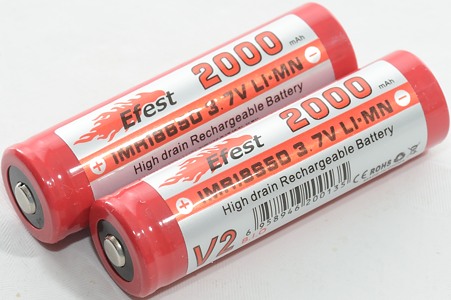 Efest 2000 mAh
IMR18650 3.7V LI-MN
High drain Rechargeable Battery
Efest 2000 mAh
IMR18650 3.7V LI-MN
High drain Rechargeable Battery
V2
CE ROHS